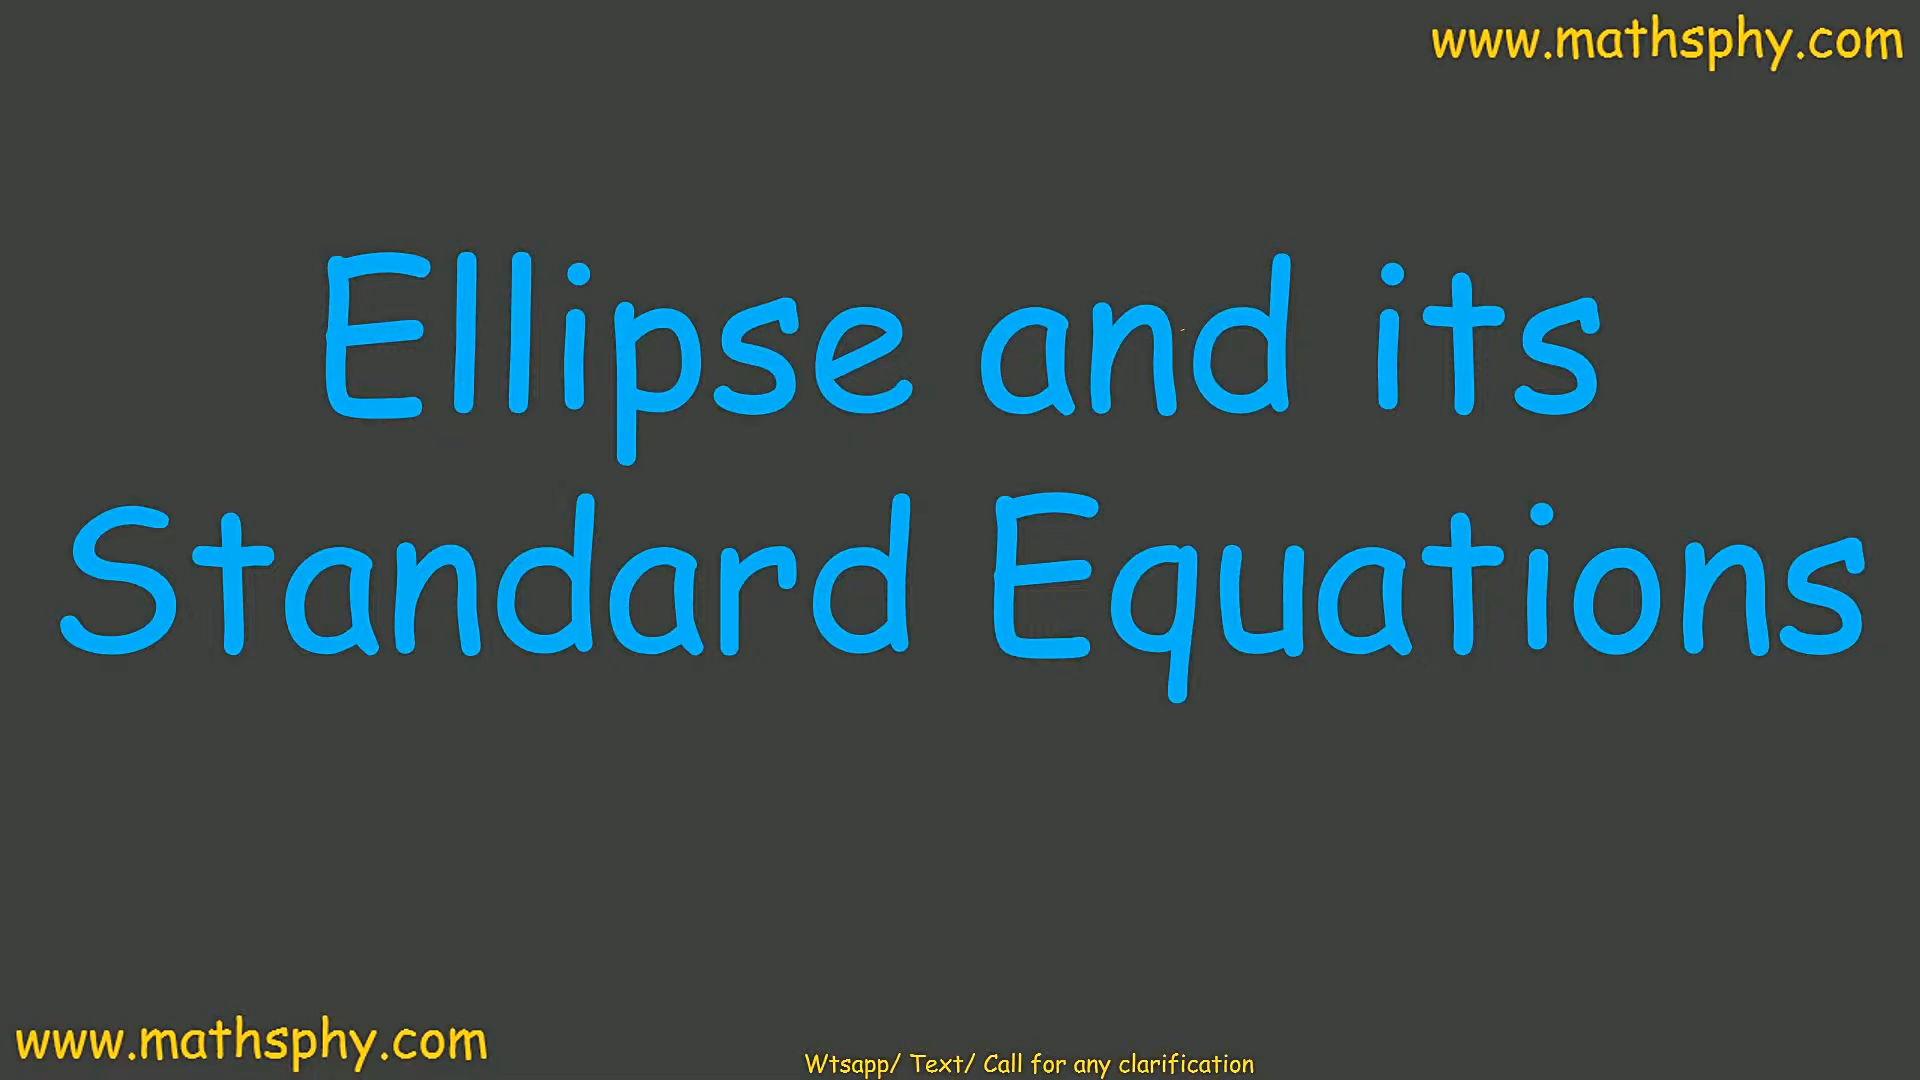 www.mathsphy.com
Ellipse and its
Standard Equations
www.mathsphy.com
Wtsapp/ Text/ Call for any clarification